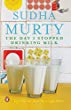 SUDHA
MURTY
THE DAY I STOPPED
DRINKING MILK